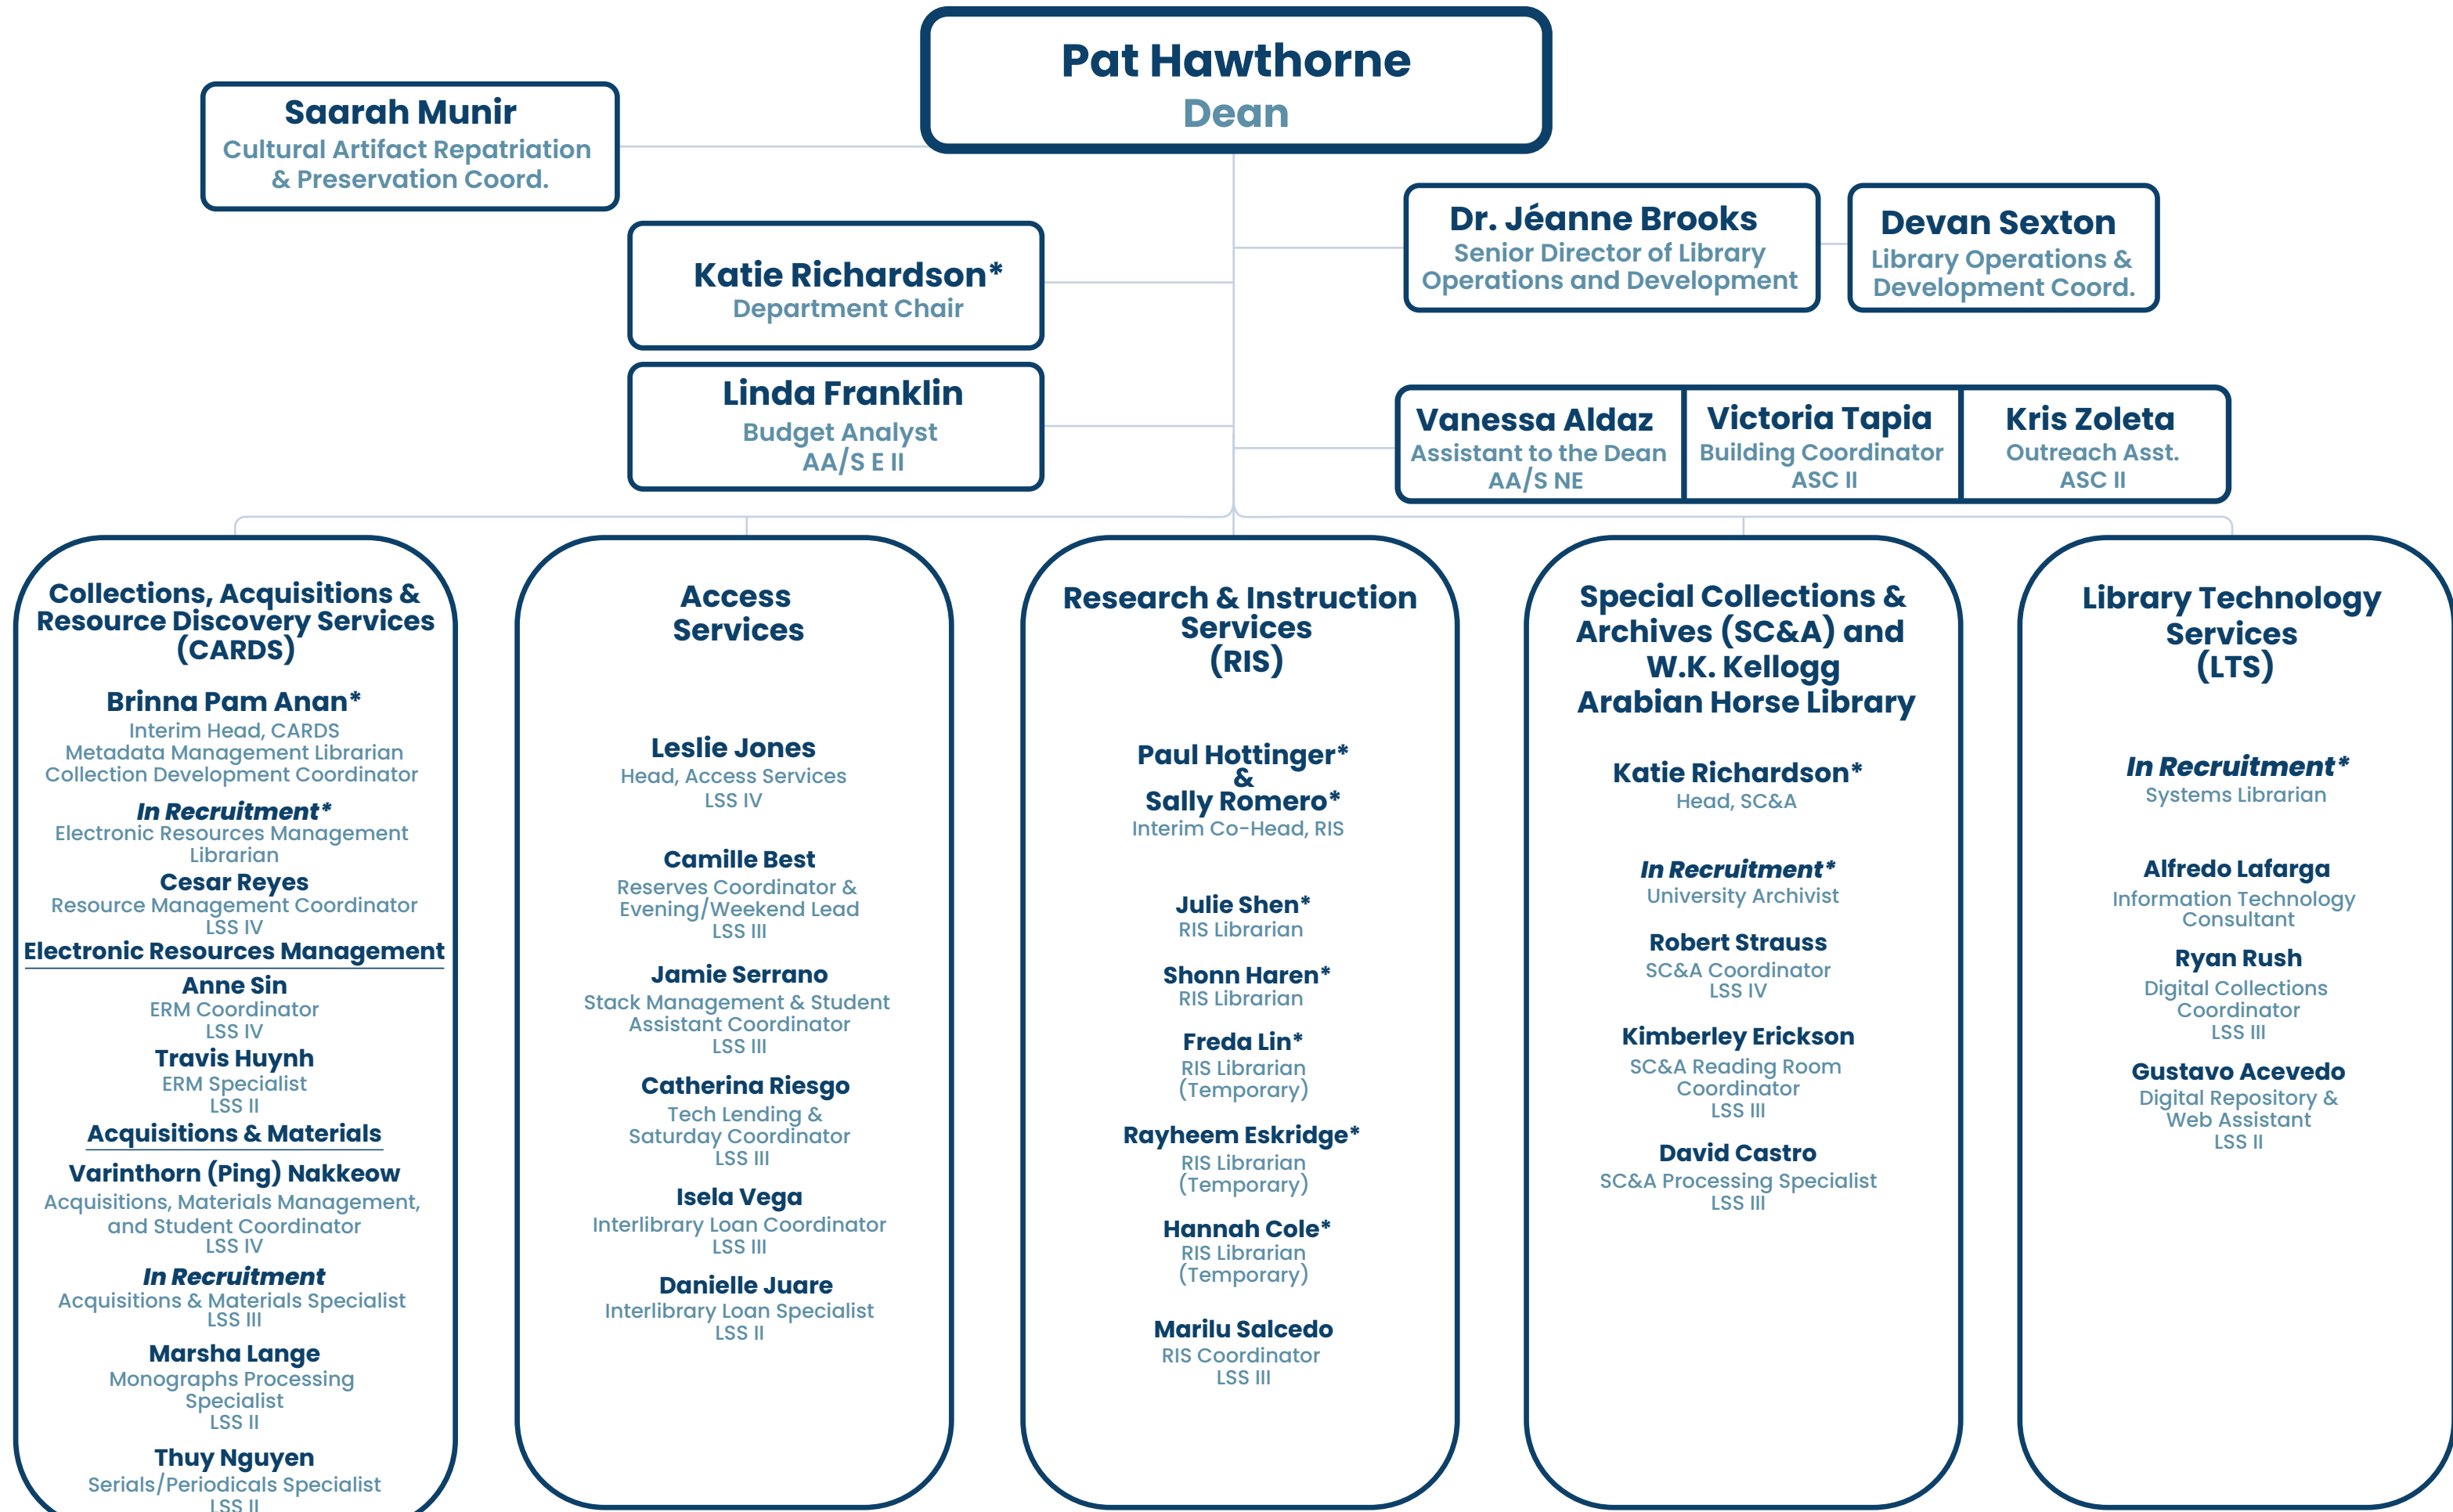 Pat Hawthorne
Dean
Saarah Munir
Cultural Artifact Repatriation
& Preservation Coord.
Dr. Jéanne Brooks
Senior Director of Library
Operations and Development
Devan Sexton
Library Operations &
Development Coord.
Katie Richardson*
Department Chair
Linda Franklin
Budget Analyst
AA/S E II
Vanessa Aldaz
Assistant to the Dean
AA/S NE
Victoria Tapia
Building Coordinator
ASC II
Kris Zoleta
Outreach Asst.
ASC II
Collections, Acquisitions &
Resource Discovery Services
(CARDS)
Brinna Pam Anan*
Interim Head, CARDS
Metadata Management Librarian
Collection Development Coordinator
In Recruitment*
Electronic Resources Management
Librarian
Cesar Reyes
Resource Management Coordinator
LSS IV
Electronic Resources Management
Anne Sin
ERM Coordinator
LSS IV
Travis Huynh
ERM Specialist
LSS II
Acquisitions & Materials
Varinthorn (Ping) Nakkeow
Acquisitions, Materials Management,
and Student Coordinator
LSS IV
In Recruitment
Acquisitions & Materials Specialist
LSS III
Marsha Lange
Monographs Processing
Specialist
LSS II
Thuy Nguyen
Serials/Periodicals Specialist
LSS II
Access
Services
Leslie Jones
Head, Access Services
LSS IV
Camille Best
Reserves Coordinator &
Evening/Weekend Lead
LSS III
Jamie Serrano
Stack Management & Student
Assistant Coordinator
LSS III
Catherina Riesgo
Tech Lending &
Saturday Coordinator
LSS III
Isela Vega
Interlibrary Loan Coordinator
LSS III
Danielle Juare
Interlibrary Loan Specialist
LSS II
Research & Instruction
Services
(RIS)
Paul Hottinger*
&
Sally Romero*
Interim Co-Head, RIS
Julie Shen*
RIS Librarian
Shonn Haren*
RIS Librarian
Freda Lin*
RIS Librarian
(Temporary)
Rayheem Eskridge*
RIS Librarian
(Temporary)
Hannah Cole*
RIS Librarian
(Temporary)
Marilu Salcedo
RIS Coordinator
LSS III
Special Collections &
Archives (SC&A) and
W.K. Kellogg
Arabian Horse Library
Katie Richardson*
Head, SC&A
In Recruitment*
University Archivist
Robert Strauss
SC&A Coordinator
LSS IV
Kimberley Erickson
SC&A Reading Room
Coordinator
LSS III
David Castro
SC&A Processing Specialist
LSS III
Library Technology
Services
(LTS)
In Recruitment*
Systems Librarian
Alfredo Lafarga
Information Technology
Consultant
Ryan Rush
Digital Collections
Coordinator
LSS III
Gustavo Acevedo
Digital Repository &
Web Assistant
LSS II